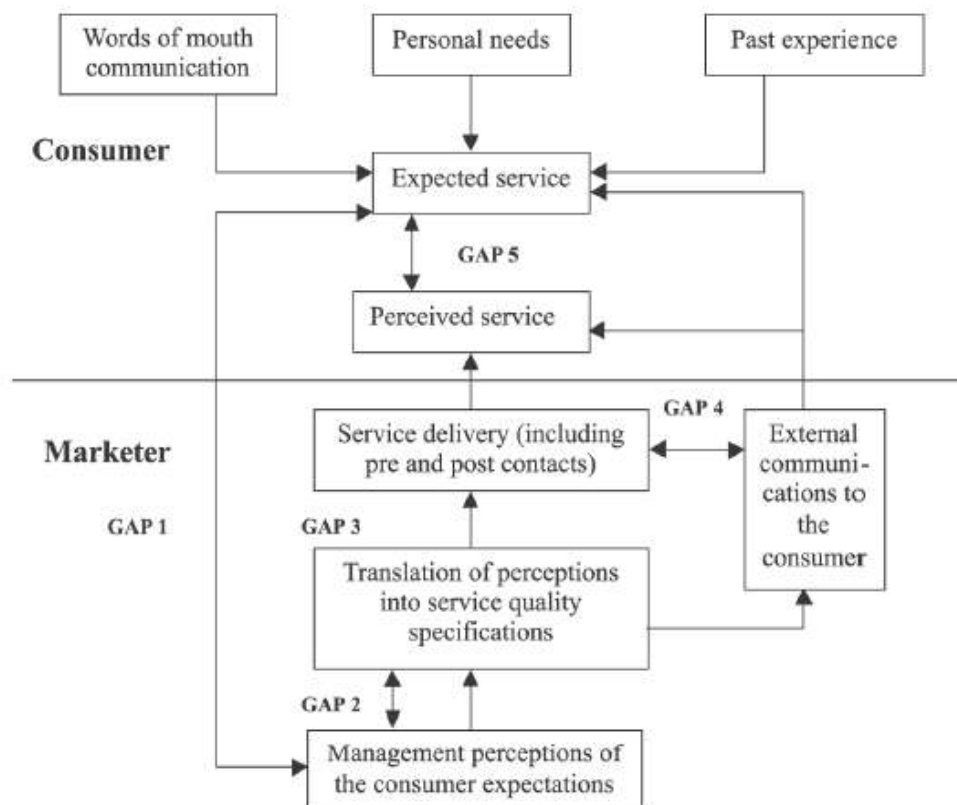 Words of mouth
communication
Personal needs
Past experience
Consumer
Expected service
GAP 5
Perceived service
GAP 4
Marketer
Service delivery (including
pre and post contacts)
External
communi-
cations to
the
consumer
GAP 1
GAP 3
Translation of perceptions
into service quality
specifications
GAP 2
Management perceptions of
the consumer expectations